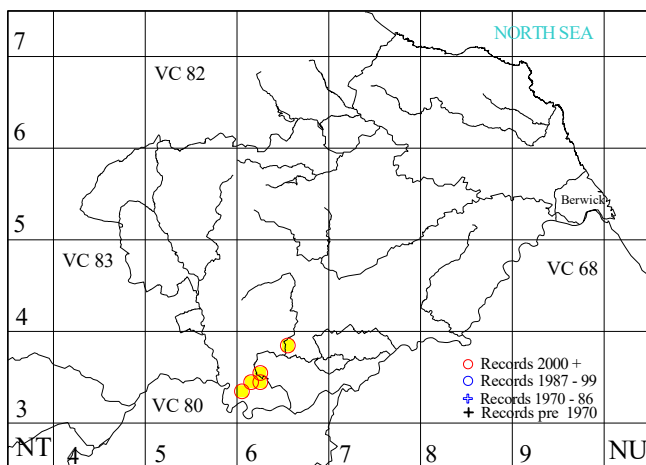 7
NORTH SEA
VC 82
6
Berwick
5
VC 83
VC 68
4
Records 2000 +
Records 1987 - 99
VC 80
Records 1970 - 86
Records pre 1970
3
NT 4 5 6 7 8 9 NU